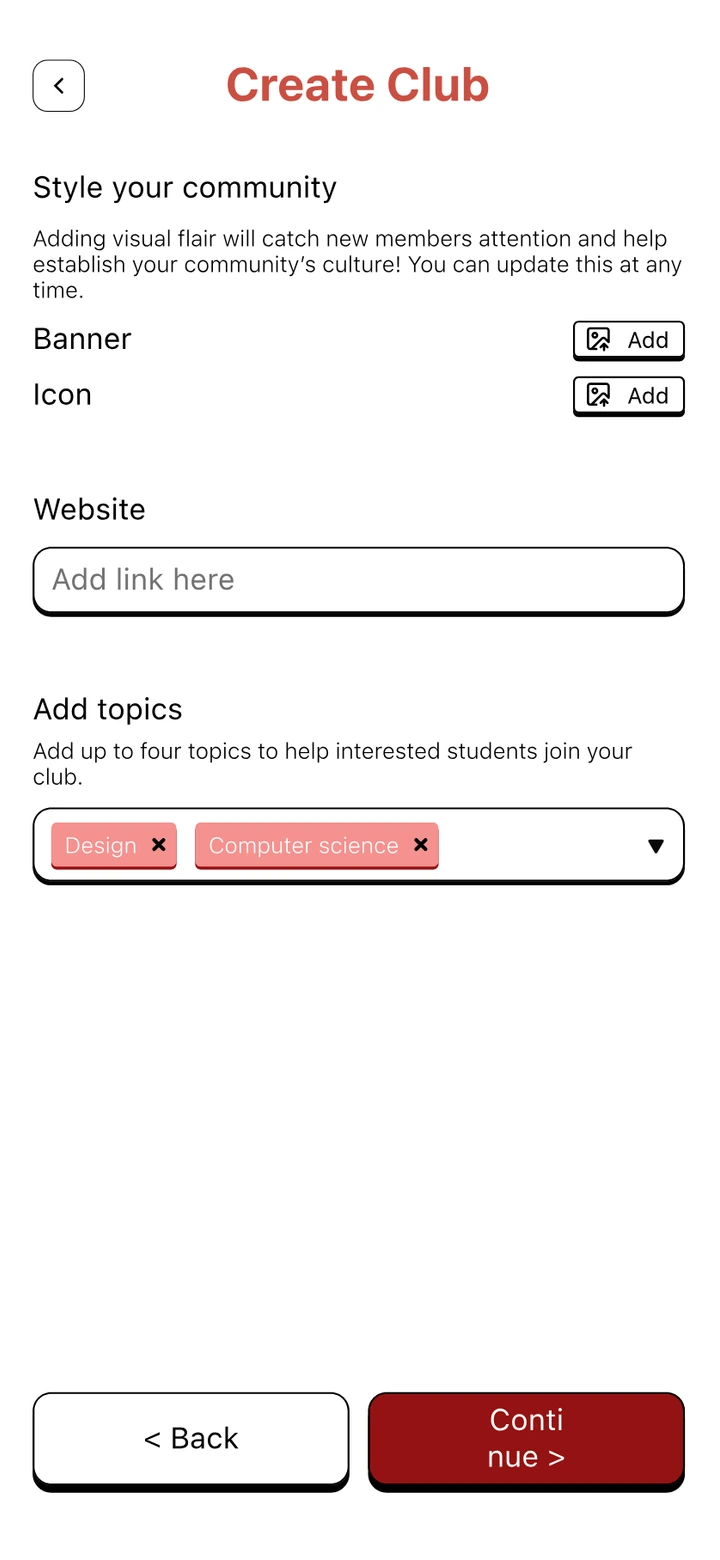 Create Club
Style your community
Adding visual flair will catch new members attention and help
establish your community’s culture! You can update this at any
time.
Banner
Add
Icon
Add
Website
Add link here
Add topics
Add up to four topics to help interested students join your
club.
Design
Computer science
< Back
Conti
nue >